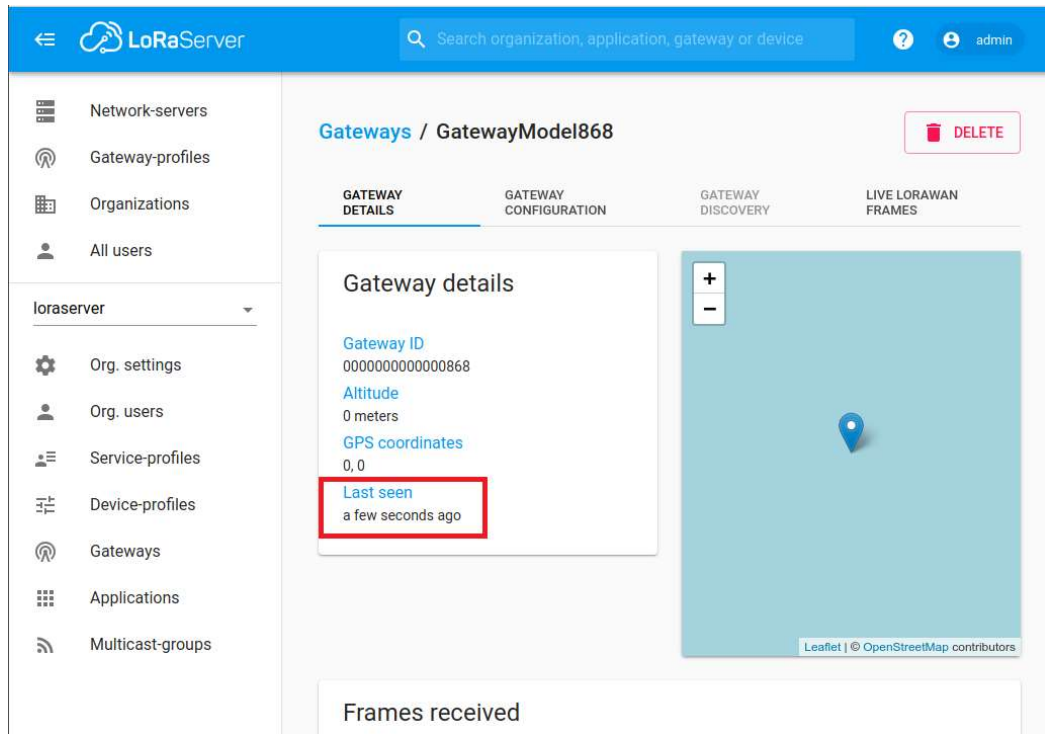 LoRaServer
Search organization, application, gateway or device
?
admin
Network-servers
Gateway-profiles
Organizations
All users
loraserver
Org. settings
Org. users
Service-profiles
Device-profiles
Gateways
Applications
Multicast-groups
Gateways / GatewayModel868
DELETE
GATEWAY
DETAILS
GATEWAY
CONFIGURATION
GATEWAY
DISCOVERY
LIVE LORAWAN
FRAMES
Gateway details
Gateway ID
0000000000000868
Altitude
0 meters
GPS coordinates
0, 0
Last seen
a few seconds ago
+
−
Leaflet | © OpenStreetMap contributors
Frames received